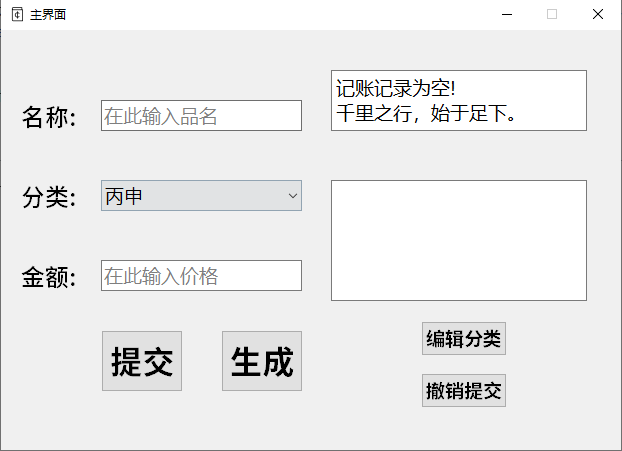 主界面
名称:
在此输入品名
记账记录为空!
千里之行，始于足下。
分类:
丙申
金额:
在此输入价格
提交
生成
编辑分类
撤销提交